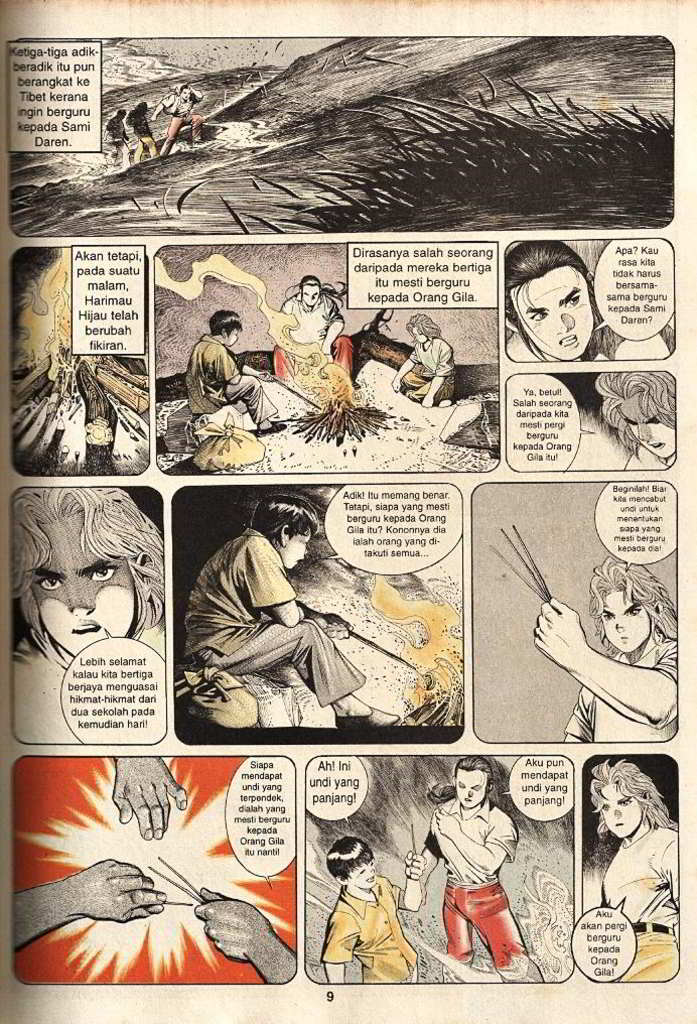 Ketiga-tiga adik-
beradik itu pun
berangkat ke
Tibet kerana
ingin berguru
kepada Sami
Daren.
Akan tetapi,
pada suatu
malam,
Harimau
Hijau telah
berubah
fikiran.
Dirasanya salah seorang
daripada mereka bertiga
itu mesti berguru
kepada Orang Gila.
Apa? Kau
rasa kita
tidak harus
bersama-
sama berguru
kepada Sami
Daren?
Ya, betul!
Salah seorang
daripada kita
mesti pergi
berguru
kepada Orang
Gila itu!
Lebih selamat
kalau kita bertiga
berjaya menguasai
hikmat-hikmat dari
dua sekolah pada
kemudian hari!
Adik! Itu memang benar.
Tetapi, siapa yang mesti
berguru kepada Orang
Gila itu? Kononnya dia
ialah orang yang di-
takuti semua...
Beginilah! Biar
kita mencabut
undi untuk
menentukan
siapa yang
mesti berguru
kepada dia!
Siapa
mendapat
undi yang
terpendek,
dialah yang
mesti berguru
kepada
Orang Gila
itu nanti!
Ah! Ini
undi yang
panjang!
Aku pun
mendapat
undi yang
panjang!
Aku
akan pergi
berguru
kepada
Orang
Gila!
9